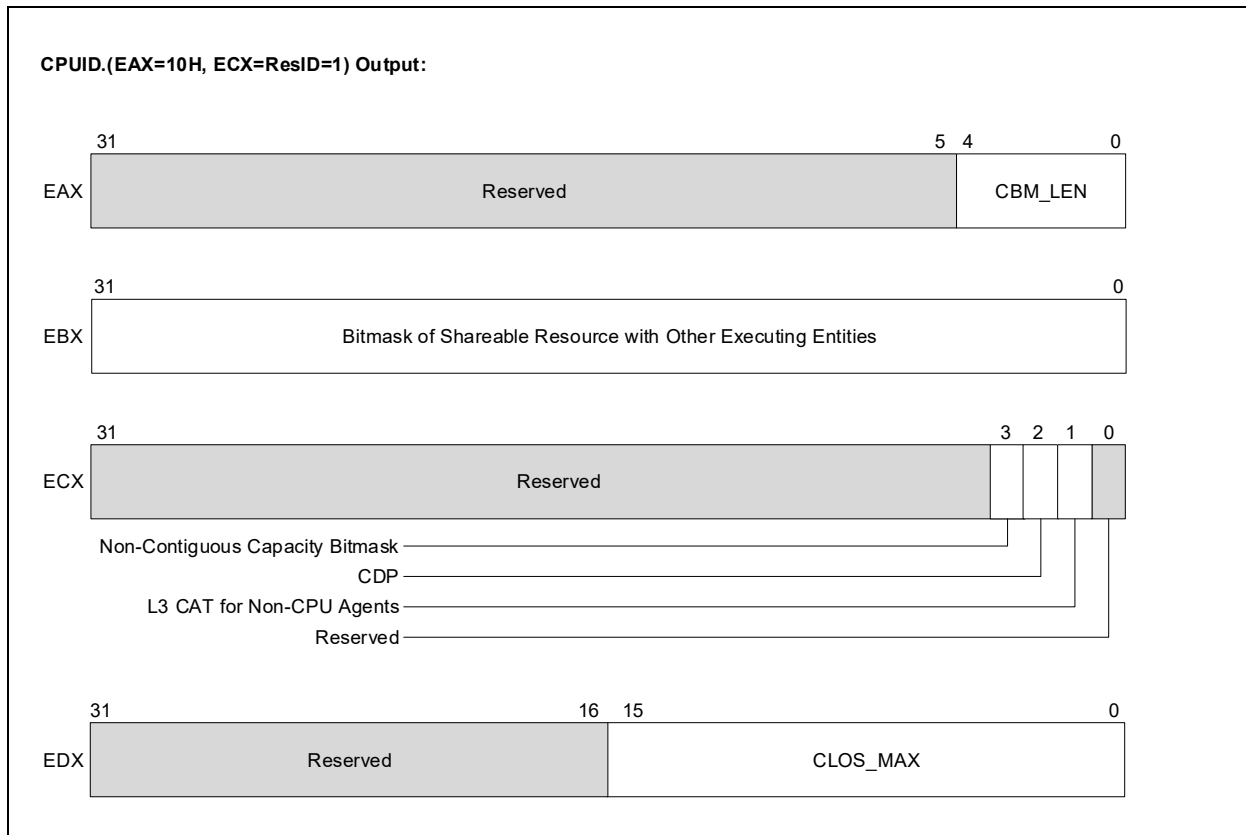 CPUID.(EAX=10H, ECX=ResID=1) Output:
31 5 4 0
EAX Reserved CBM_LEN
31 0
EBX Bitmask of Shareable Resource with Other Executing Entities
31 3 2 1 0
ECX Reserved
Non-Contiguous Capacity Bitmask
CDP
L3 CAT for Non-CPU Agents
Reserved
31 16 15 0
EDX Reserved CLOS_MAX